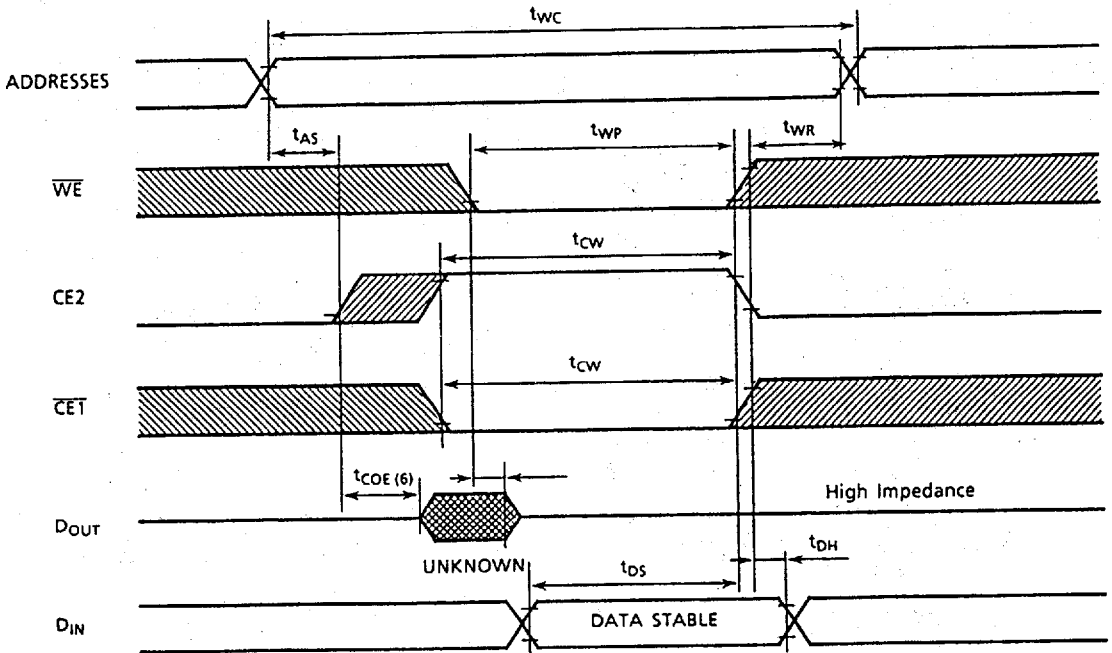 tWC
ADDRESSES
tAS
tWP
tWR
WE
tCW
CE2
tCW
CE1
tCOE (6)
High Impedance
DOUT
tDH
UNKNOWN
tDS
DIN
DATA STABLE